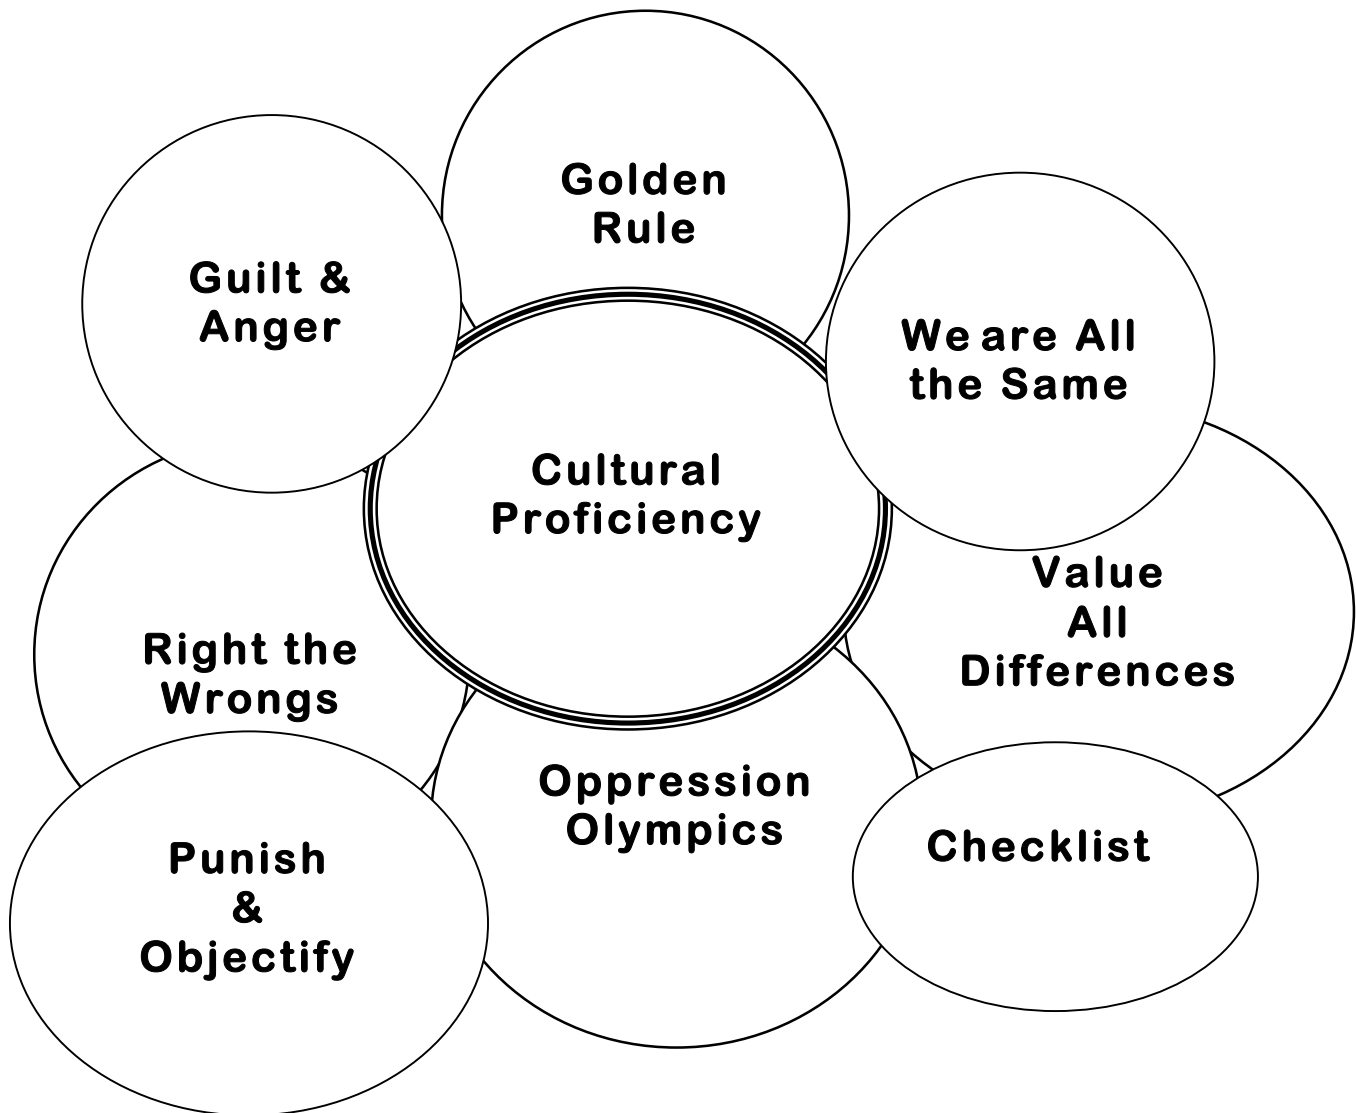 Golden
Rule
Guilt &
Anger
We are All
the Same
Cultural
Proficiency
Value
All
Differences
Right the
Wrongs
Oppression
Olympics
Checklist
Punish
&
Objectify